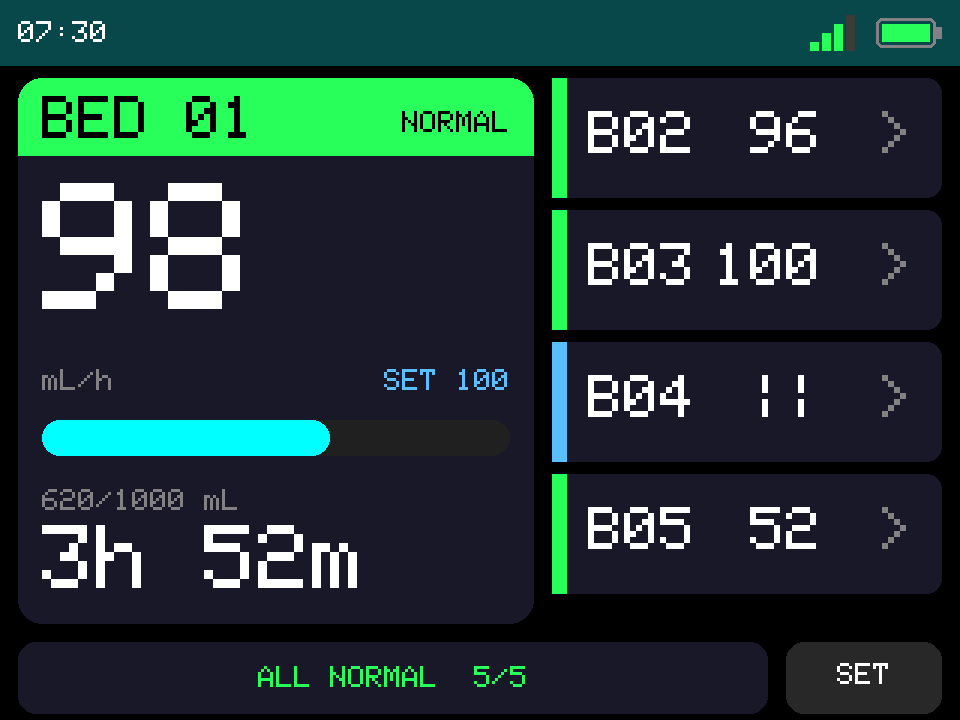 07:30
BED 01 NORMAL
98
mL/h SET 100
620/1000 mL
3h 52m
B02 96 >
B03 100 >
B04 ¦¦ >
B05 52 >
ALL NORMAL 5/5
SET